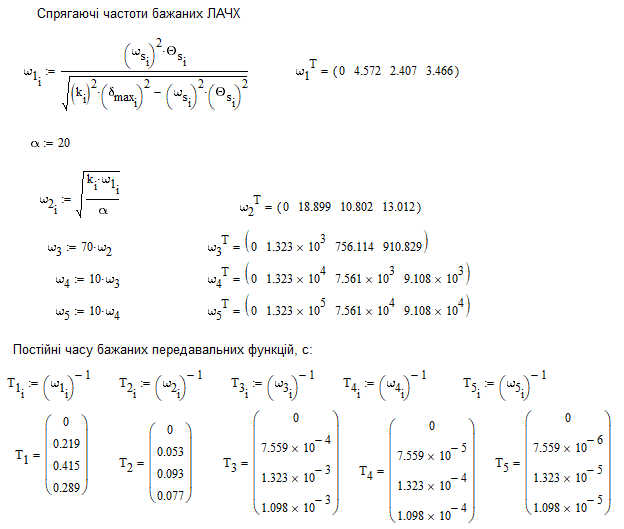 Спрягаючі частоти бажаних ЛАЧХ
ω₁ᵢ := (ω_sᵢ)²·Θ_sᵢ / √((kᵢ)²·(δ_maxᵢ)² − (ω_sᵢ)²·(Θ_sᵢ)²)    ω₁ᵀ = (0 4.572 2.407 3.466)
α := 20
ω₂ᵢ := √(kᵢ·ω₁ᵢ / α)    ω₂ᵀ = (0 18.899 10.802 13.012)
ω₃ := 70·ω₂    ω₃ᵀ = (0 1.323 × 10³ 756.114 910.829)
ω₄ := 10·ω₃    ω₄ᵀ = (0 1.323 × 10⁴ 7.561 × 10³ 9.108 × 10³)
ω₅ := 10·ω₄    ω₅ᵀ = (0 1.323 × 10⁵ 7.561 × 10⁴ 9.108 × 10⁴)
Постійні часу бажаних передавальних функцій, с:
T₁ᵢ := (ω₁ᵢ)⁻¹    T₂ᵢ := (ω₂ᵢ)⁻¹    T₃ᵢ := (ω₃ᵢ)⁻¹    T₄ᵢ := (ω₄ᵢ)⁻¹    T₅ᵢ := (ω₅ᵢ)⁻¹
T₁ = (0 0.219 0.415 0.289)
T₂ = (0 0.053 0.093 0.077)
T₃ = (0 7.559 × 10⁻⁴ 1.323 × 10⁻³ 1.098 × 10⁻³)
T₄ = (0 7.559 × 10⁻⁵ 1.323 × 10⁻⁴ 1.098 × 10⁻⁴)
T₅ = (0 7.559 × 10⁻⁶ 1.323 × 10⁻⁵ 1.098 × 10⁻⁵)